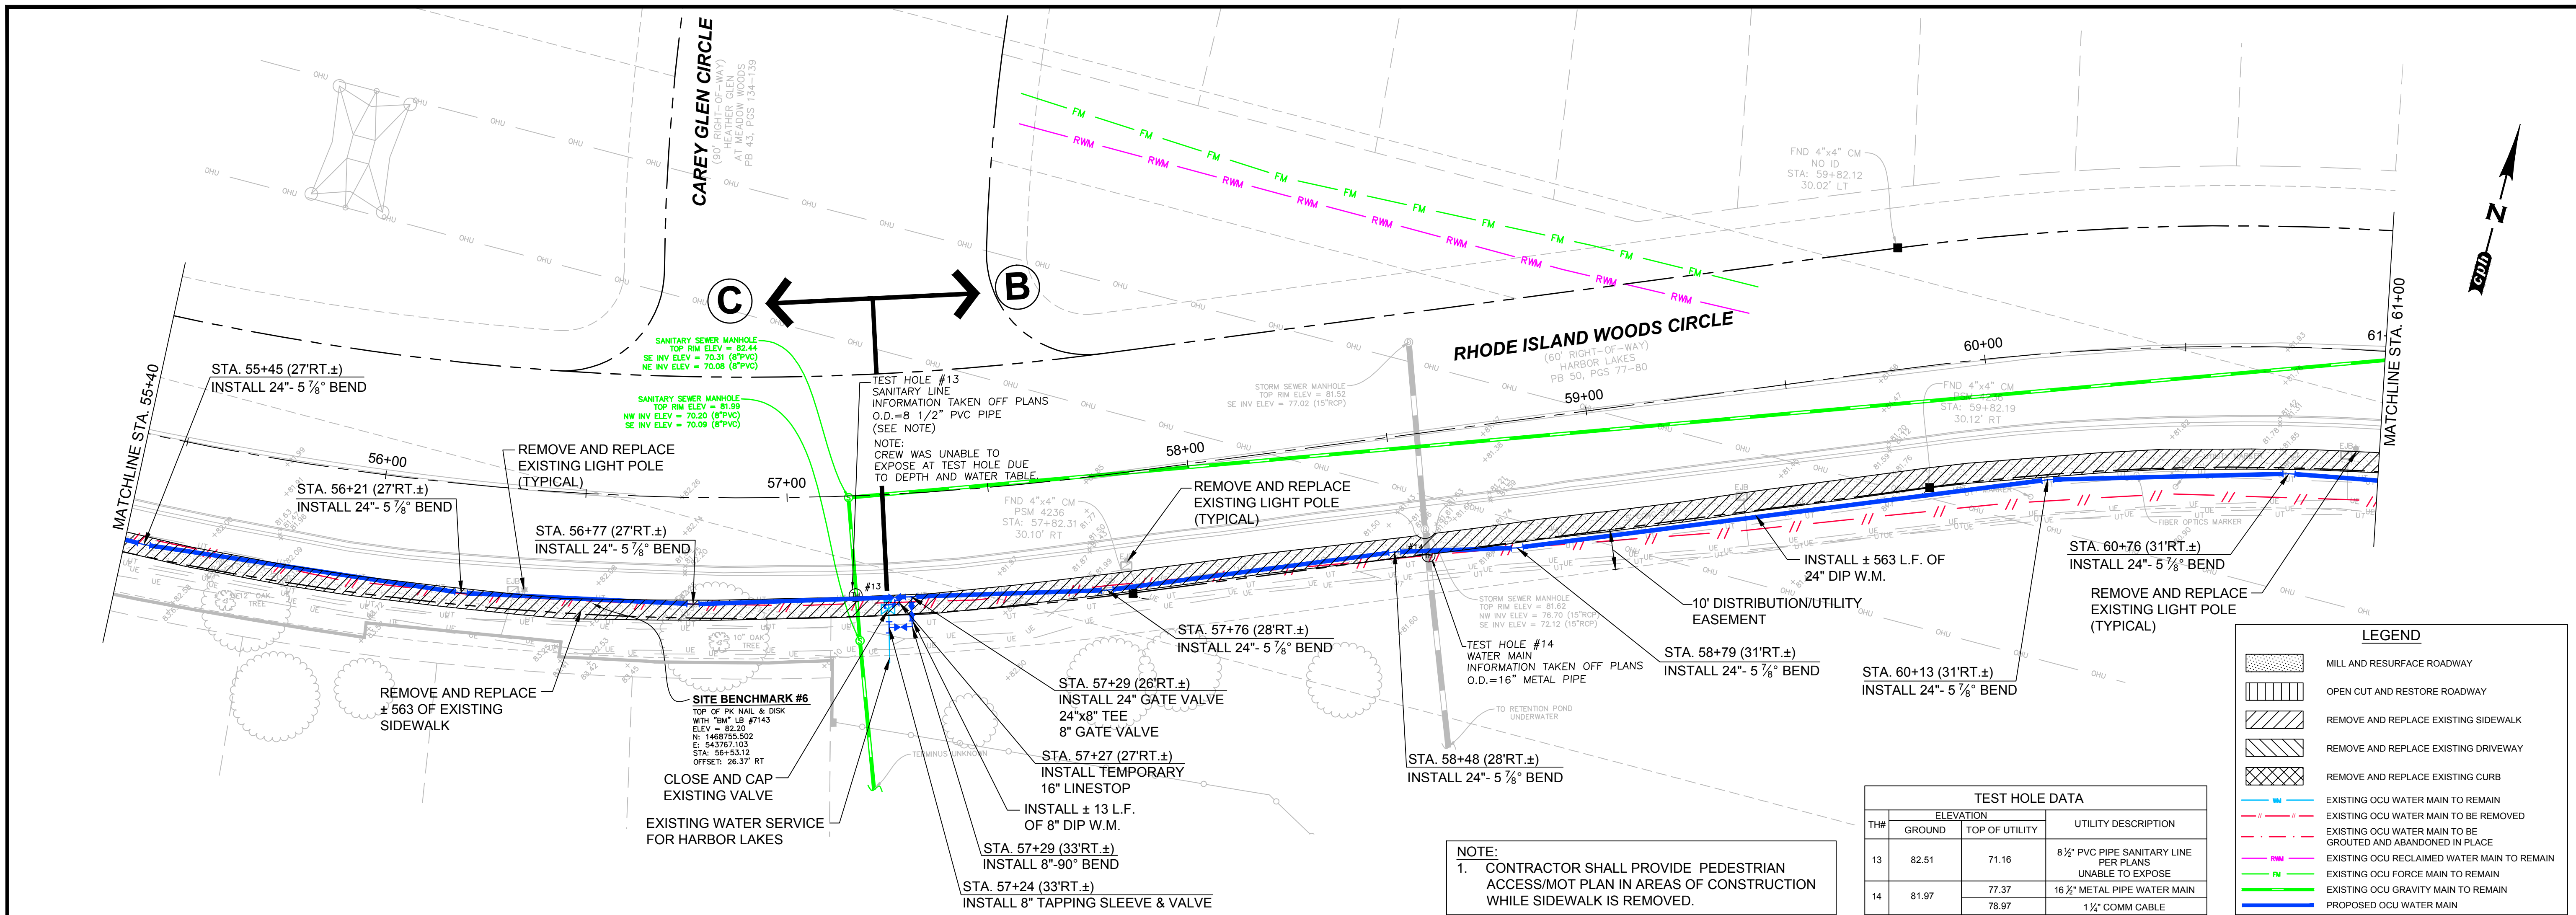 CAREY GLEN CIRCLE
(90' RIGHT-OF-WAY)
HEATHER GLEN
AT MEADOW WOODS
PB 43, PGS 134-139
FND 4"x4" CM
NO ID
STA: 59+82.12
30.02' LT
Z
cph
C
B
RHODE ISLAND WOODS CIRCLE
(60' RIGHT-OF-WAY)
HARBOR LAKES
PB 50, PGS 77-80
MATCHLINE STA. 55+40
MATCHLINE STA. 61+00
56+00
57+00
58+00
59+00
60+00
61-
STA. 55+45 (27'RT.±)
INSTALL 24"- 5 ⅞° BEND
STA. 56+21 (27'RT.±)
INSTALL 24"- 5 ⅞° BEND
REMOVE AND REPLACE
EXISTING LIGHT POLE
(TYPICAL)
STA. 56+77 (27'RT.±)
INSTALL 24"- 5 ⅞° BEND
SANITARY SEWER MANHOLE
TOP RIM ELEV = 82.44
SE INV ELEV = 70.31 (8"PVC)
NE INV ELEV = 70.08 (8"PVC)
SANITARY SEWER MANHOLE
TOP RIM ELEV = 81.99
NW INV ELEV = 70.20 (8"PVC)
SE INV ELEV = 70.09 (8"PVC)
TEST HOLE #13
SANITARY LINE
INFORMATION TAKEN OFF PLANS
O.D.=8 1/2" PVC PIPE
(SEE NOTE)
NOTE:
CREW WAS UNABLE TO
EXPOSE AT TEST HOLE DUE
TO DEPTH AND WATER TABLE.
FND 4"x4" CM
PSM 4236
STA: 57+82.31
30.10' RT
REMOVE AND REPLACE
EXISTING LIGHT POLE
(TYPICAL)
STORM SEWER MANHOLE
TOP RIM ELEV = 81.52
SE INV ELEV = 77.02 (15"RCP)
FND 4"x4" CM
PSM 4236
STA: 59+82.19
30.12' RT
#13
#14
EJB
EJB
EJB
FIBER OPTICS MARKER
12" OAK
TREE
10" OAK
TREE
REMOVE AND REPLACE
± 563 OF EXISTING
SIDEWALK
SITE BENCHMARK #6
TOP OF PK NAIL & DISK
WITH "BM" LB #7143
ELEV = 82.20
N: 1468755.502
E: 543767.103
STA: 56+53.12
OFFSET: 26.37' RT
CLOSE AND CAP
EXISTING VALVE
EXISTING WATER SERVICE
FOR HARBOR LAKES
TERMINUS UNKNOWN
STA. 57+76 (28'RT.±)
INSTALL 24"- 5 ⅞° BEND
STA. 57+29 (26'RT.±)
INSTALL 24" GATE VALVE
24"x8" TEE
8" GATE VALVE
STA. 57+27 (27'RT.±)
INSTALL TEMPORARY
16" LINESTOP
INSTALL ± 13 L.F.
OF 8" DIP W.M.
STA. 57+29 (33'RT.±)
INSTALL 8"-90° BEND
STA. 57+24 (33'RT.±)
INSTALL 8" TAPPING SLEEVE & VALVE
STORM SEWER MANHOLE
TOP RIM ELEV = 81.62
NW INV ELEV = 76.70 (15"RCP)
SE INV ELEV = 72.12 (15"RCP)
TEST HOLE #14
WATER MAIN
INFORMATION TAKEN OFF PLANS
O.D.=16" METAL PIPE
TO RETENTION POND
UNDERWATER
STA. 58+48 (28'RT.±)
INSTALL 24"- 5 ⅞° BEND
STA. 58+79 (31'RT.±)
INSTALL 24"- 5 ⅞° BEND
10' DISTRIBUTION/UTILITY
EASEMENT
INSTALL ± 563 L.F. OF
24" DIP W.M.
STA. 60+13 (31'RT.±)
INSTALL 24"- 5 ⅞° BEND
STA. 60+76 (31'RT.±)
INSTALL 24"- 5 ⅞° BEND
REMOVE AND REPLACE
EXISTING LIGHT POLE
(TYPICAL)
NOTE:
1. CONTRACTOR SHALL PROVIDE PEDESTRIAN
ACCESS/MOT PLAN IN AREAS OF CONSTRUCTION
WHILE SIDEWALK IS REMOVED.
TEST HOLE DATA
TH# ELEVATION UTILITY DESCRIPTION
GROUND TOP OF UTILITY
13 82.51 71.16 8 ½" PVC PIPE SANITARY LINE
PER PLANS
UNABLE TO EXPOSE
14 81.97 77.37 16 ½" METAL PIPE WATER MAIN
78.97 1 ¼" COMM CABLE
LEGEND
MILL AND RESURFACE ROADWAY
OPEN CUT AND RESTORE ROADWAY
REMOVE AND REPLACE EXISTING SIDEWALK
REMOVE AND REPLACE EXISTING DRIVEWAY
REMOVE AND REPLACE EXISTING CURB
WM EXISTING OCU WATER MAIN TO REMAIN
EXISTING OCU WATER MAIN TO BE REMOVED
EXISTING OCU WATER MAIN TO BE
GROUTED AND ABANDONED IN PLACE
RWM EXISTING OCU RECLAIMED WATER MAIN TO REMAIN
FM EXISTING OCU FORCE MAIN TO REMAIN
EXISTING OCU GRAVITY MAIN TO REMAIN
PROPOSED OCU WATER MAIN